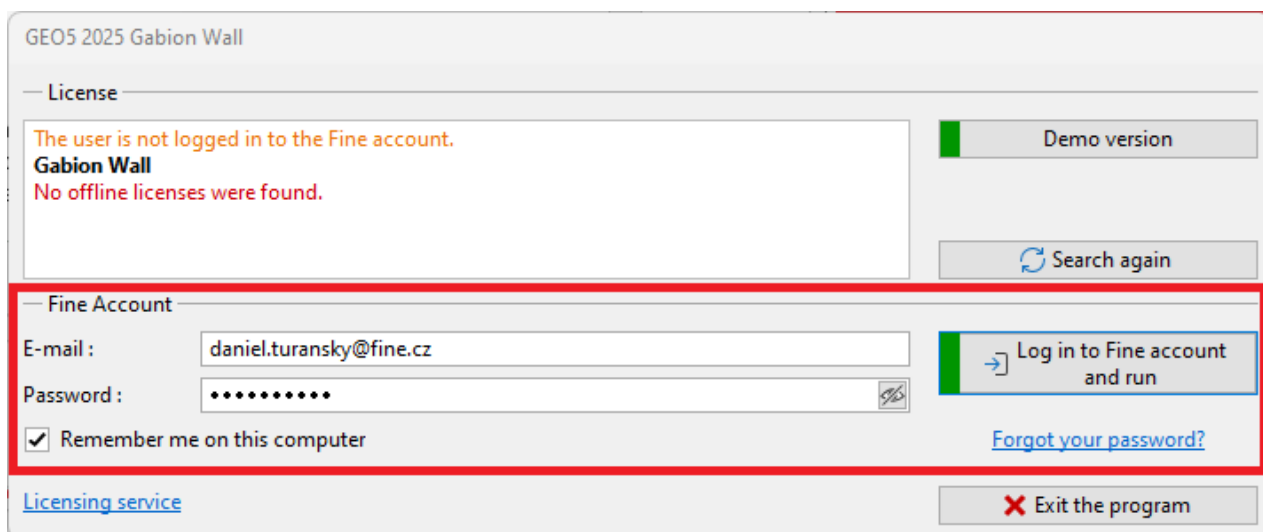 GEO5 2025 Gabion Wall
License
The user is not logged in to the Fine account.
Gabion Wall
No offline licenses were found.
Demo version
Search again
Fine Account
E-mail :
daniel.turansky@fine.cz
Log in to Fine account
and run
Password :
••••••••••
Remember me on this computer
Forgot your password?
Licensing service
Exit the program